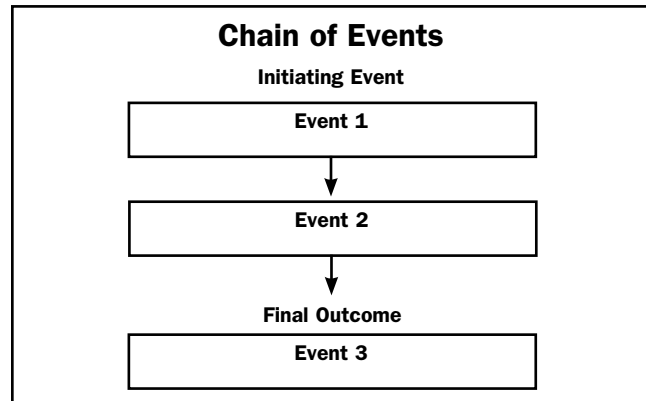 Chain of Events
Initiating Event
Event 1
Event 2
Final Outcome
Event 3